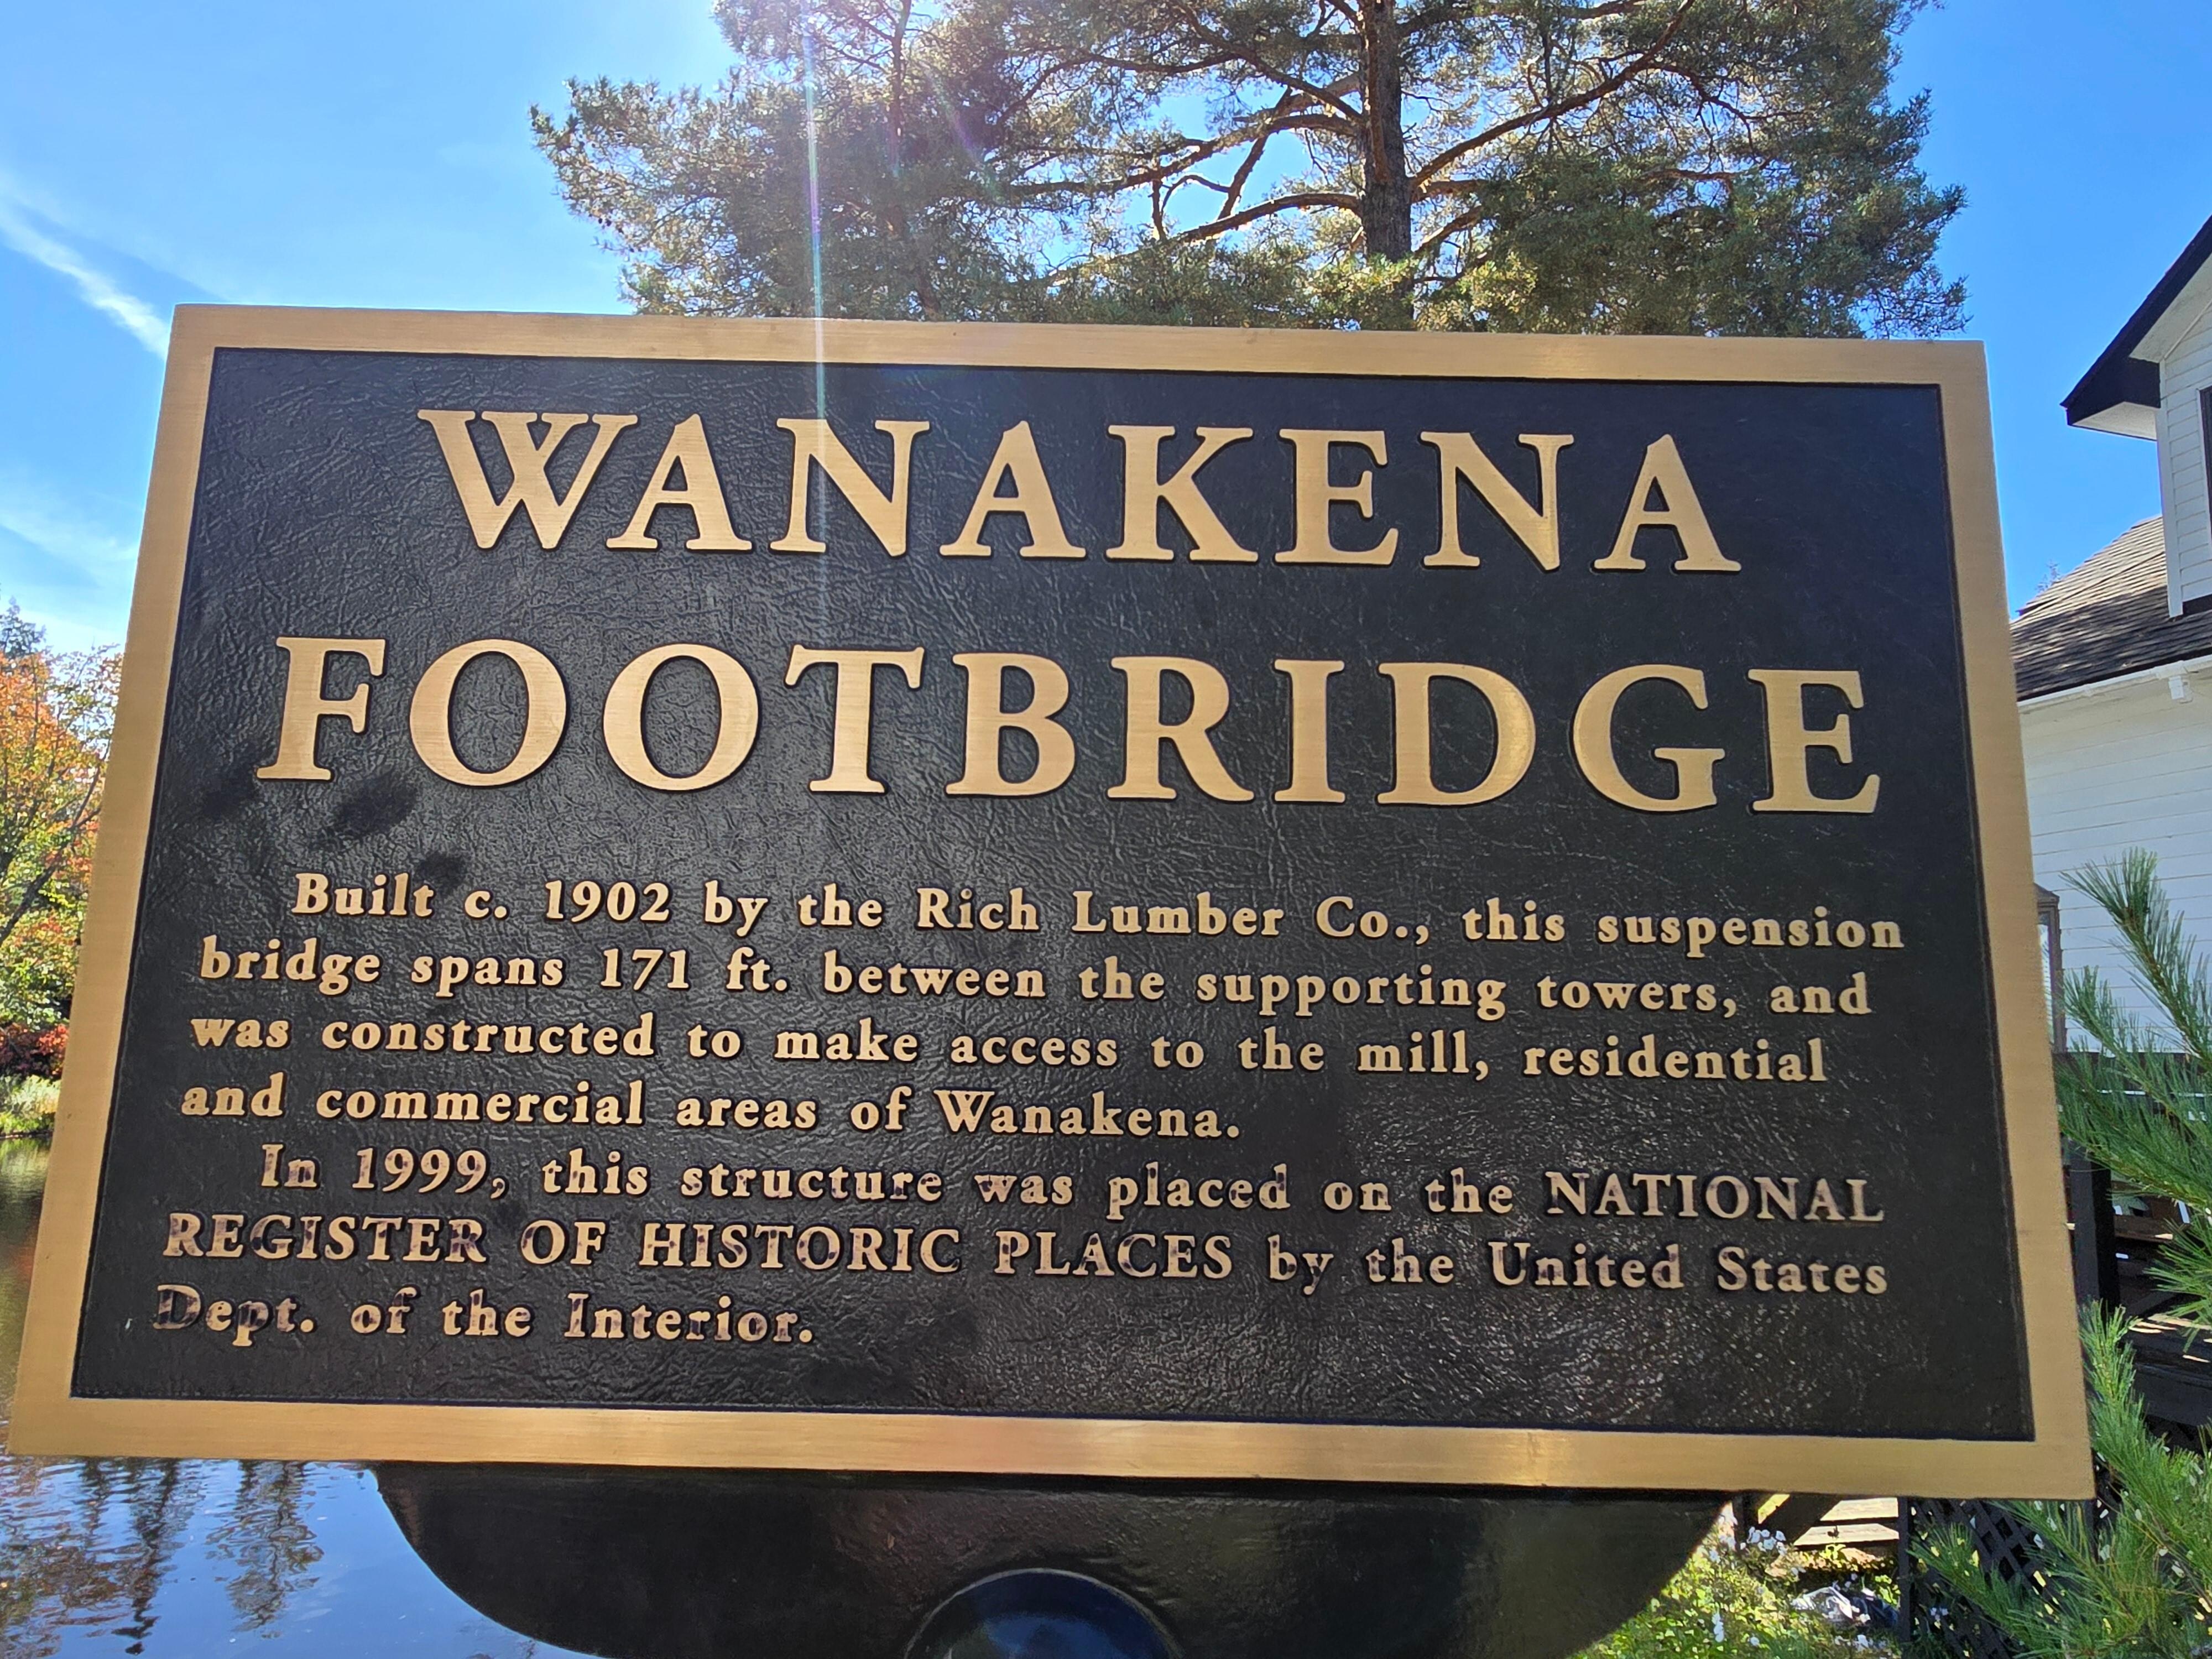 WANAKENA
FOOTBRIDGE
Built c. 1902 by the Rich Lumber Co., this suspension
bridge spans 171 ft. between the supporting towers, and
was constructed to make access to the mill, residential
and commercial areas of Wanakena.
In 1999, this structure was placed on the NATIONAL
REGISTER OF HISTORIC PLACES by the United States
Dept. of the Interior.